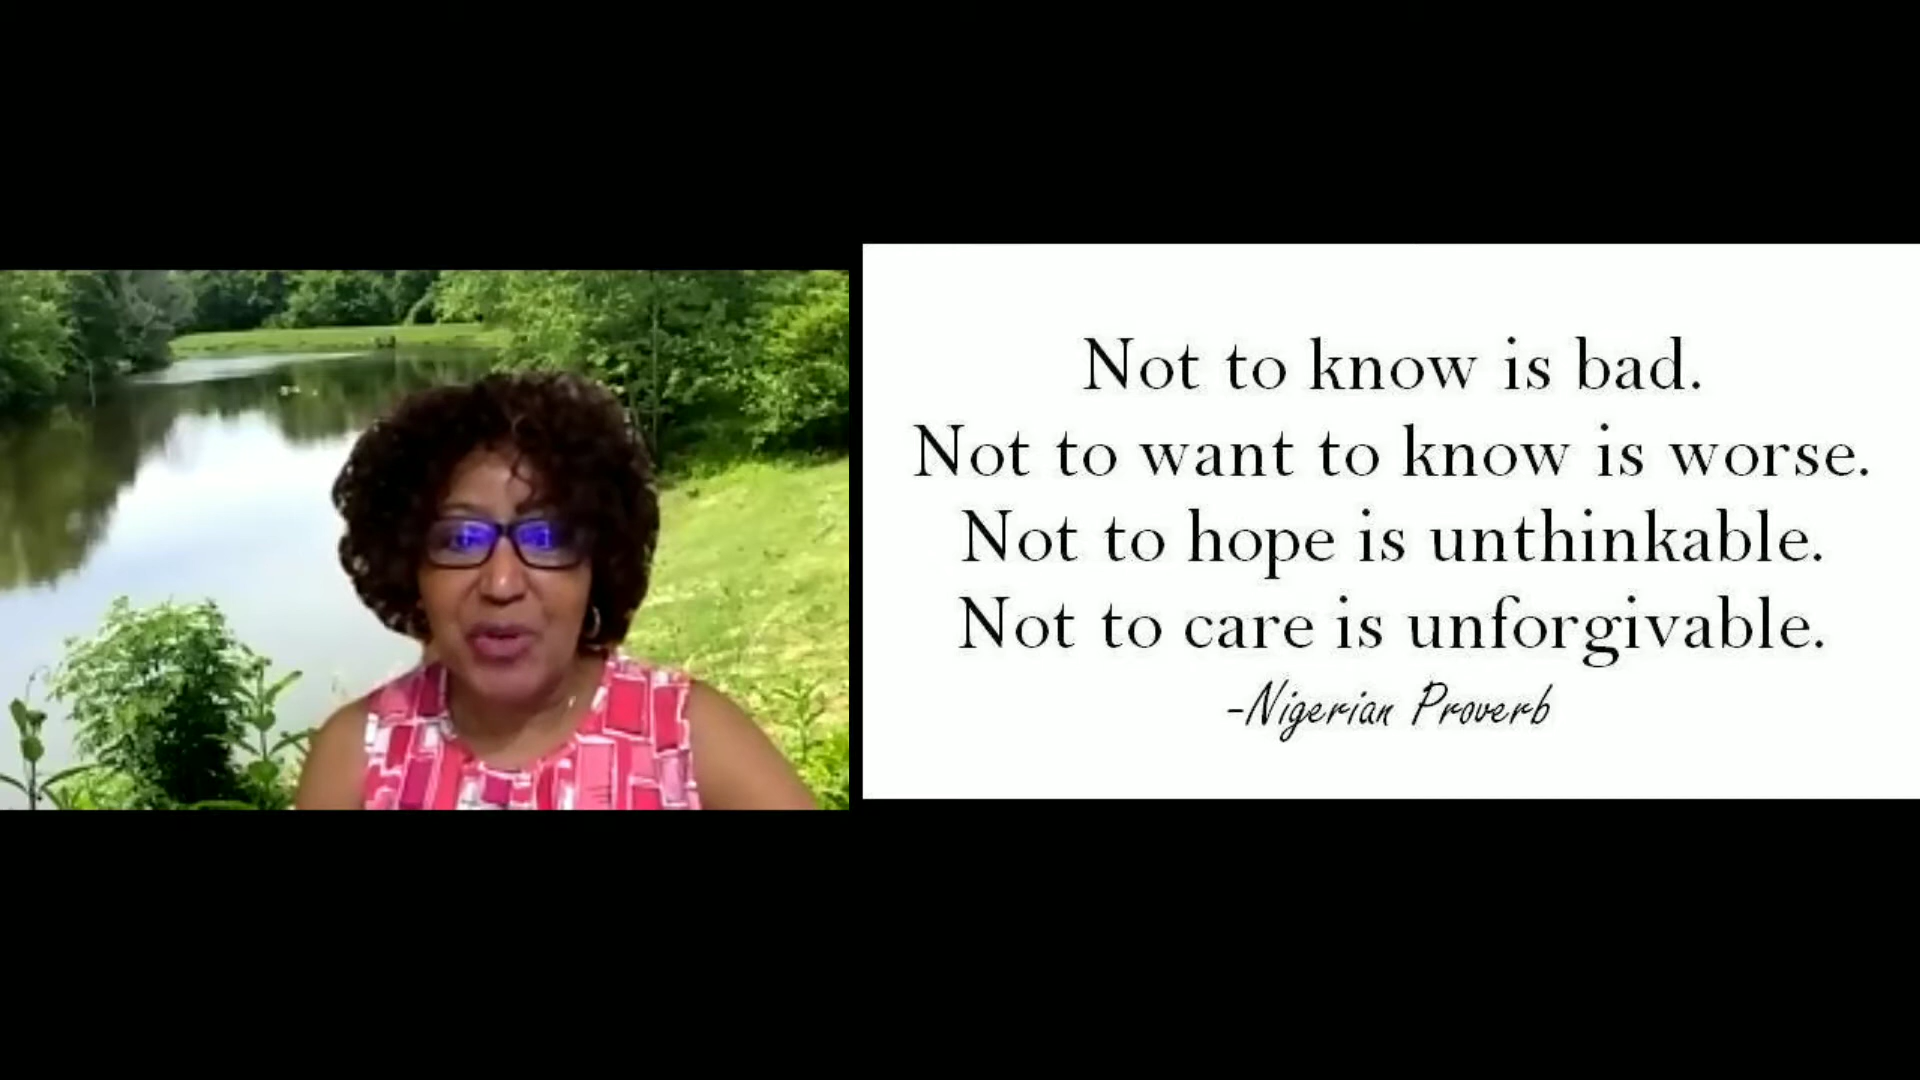 Not to know is bad.
Not to want to know is worse.
Not to hope is unthinkable.
Not to care is unforgivable.
-Nigerian Proverb